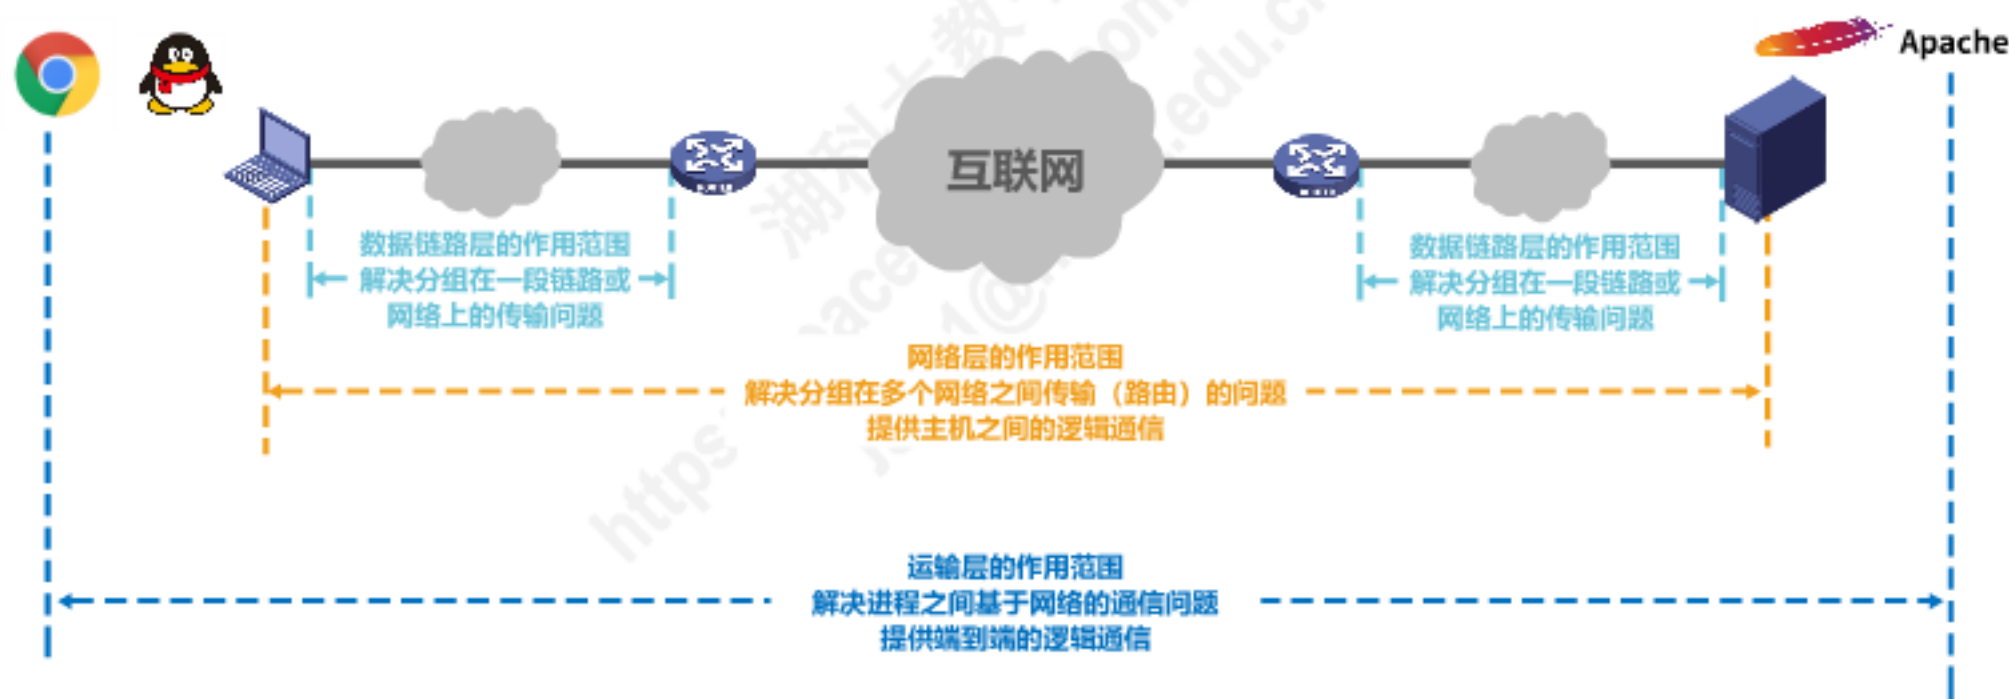 Apache
互联网
数据链路层的作用范围
解决分组在一段链路或
网络上的传输问题
数据链路层的作用范围
解决分组在一段链路或
网络上的传输问题
网络层的作用范围
解决分组在多个网络之间传输（路由）的问题
提供主机之间的逻辑通信
运输层的作用范围
解决进程之间基于网络的通信问题
提供端到端的逻辑通信